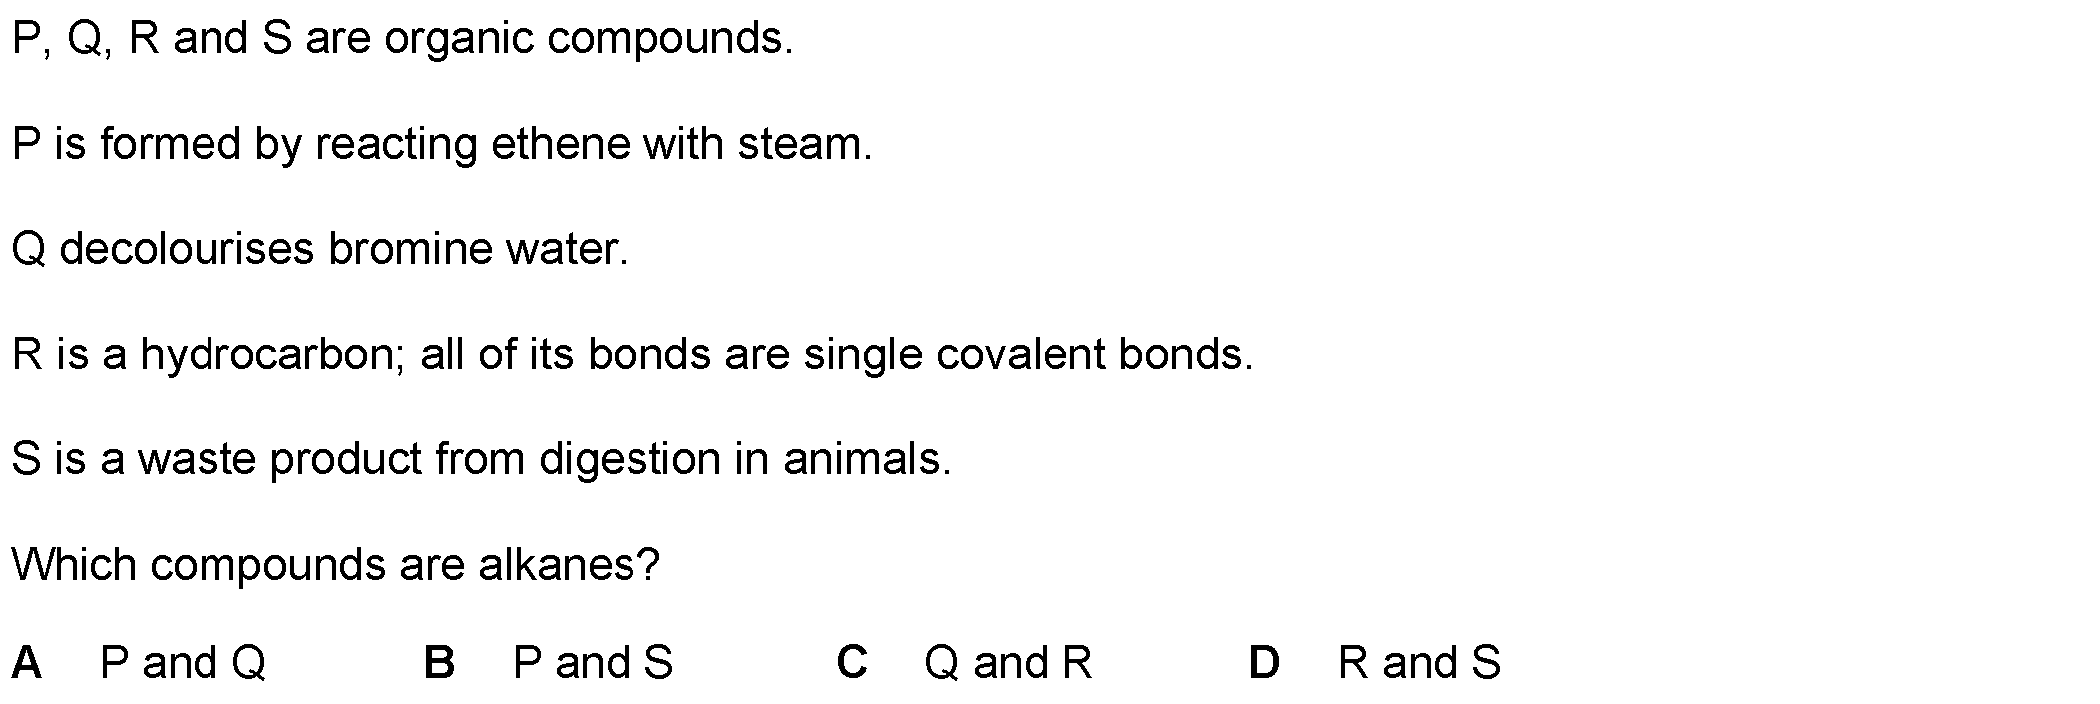 P, Q, R and S are organic compounds.
P is formed by reacting ethene with steam.
Q decolourises bromine water.
R is a hydrocarbon; all of its bonds are single covalent bonds.
S is a waste product from digestion in animals.
Which compounds are alkanes?
A P and Q B P and S C Q and R D R and S